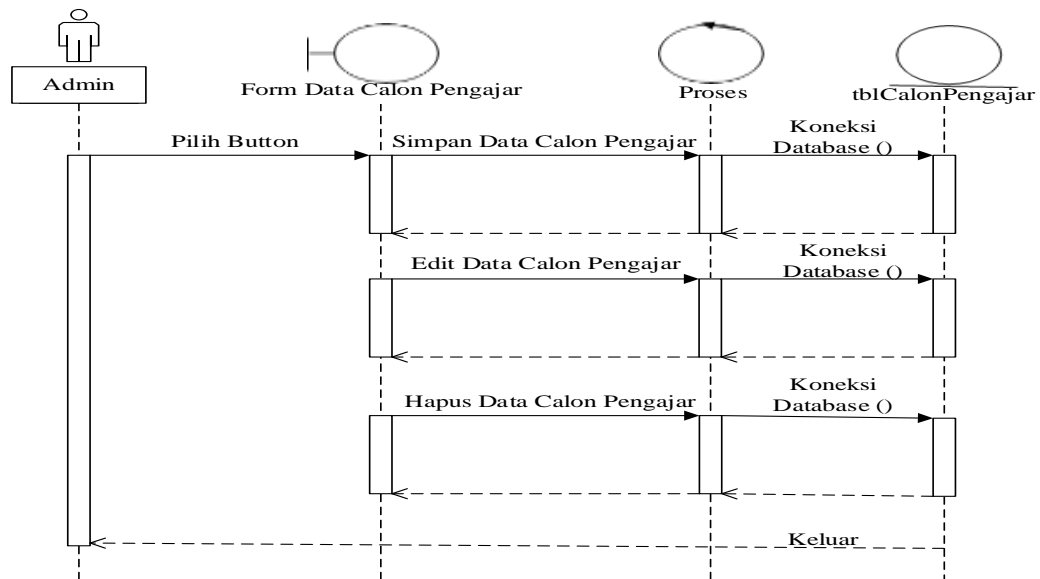 Admin
Form Data Calon Pengajar
Proses
tblCalonPengajar
Pilih Button
Simpan Data Calon Pengajar
Koneksi
Database ()
Edit Data Calon Pengajar
Koneksi
Database ()
Hapus Data Calon Pengajar
Koneksi
Database ()
Keluar